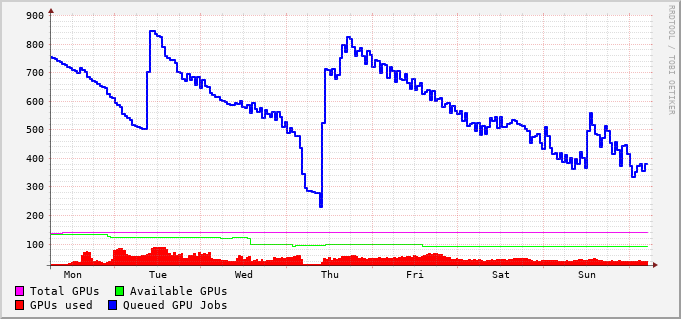 900
800
700
600
500
400
300
200
100
Mon Tue Wed Thu Fri Sat Sun
Total GPUs Available GPUs
GPUs used Queued GPU Jobs
RRDTOOL / TOBI OETIKER